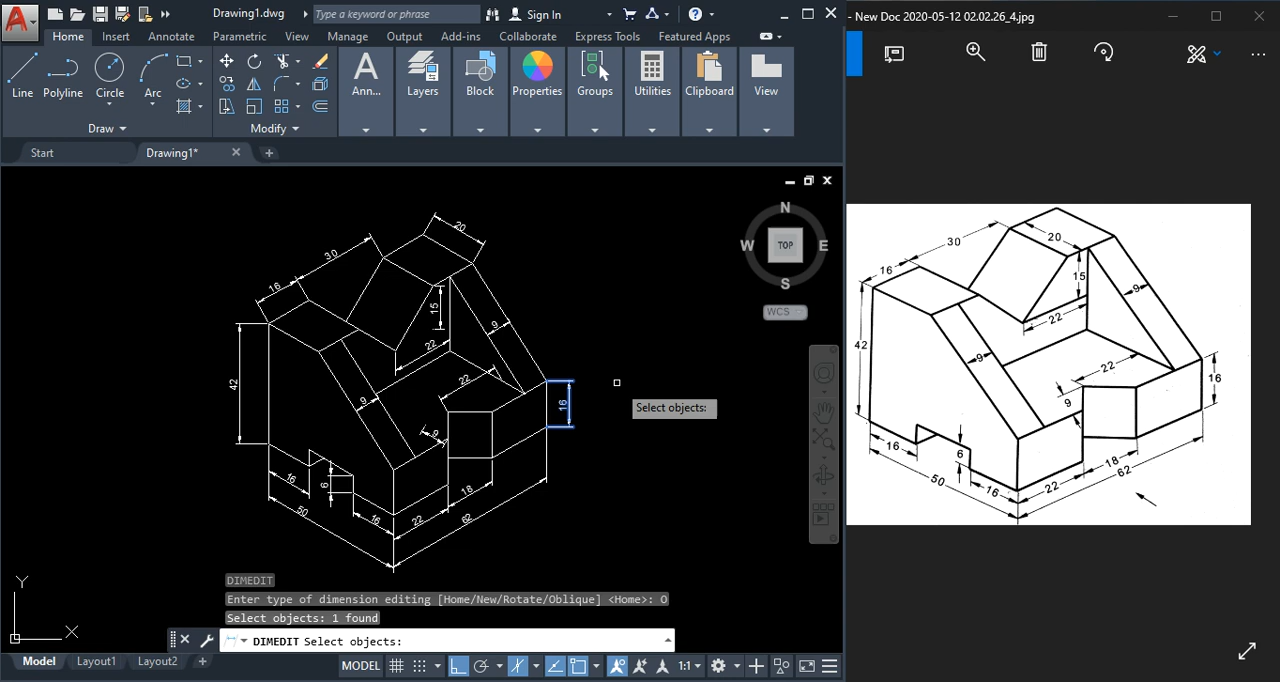 Drawing1.dwg
Type a keyword or phrase
Sign In
- New Doc 2020-05-12 02.02.26_4.jpg
Home Insert Annotate Parametric View Manage Output Add-ins Collaborate Express Tools Featured Apps
Line Polyline Circle Arc
Ann... Layers Block Properties Groups Utilities Clipboard View
Draw Modify
Start Drawing1*
N
W TOP E
S
WCS
20
30
16
15
9
22
42
22
9
16
9
16
6
18
50
16
22
62
Y
X
Select objects:
20
30
16
15
9
22
42
9
22
16
9
16
6
18
50
16
22
62
DIMEDIT
Enter type of dimension editing [Home/New/Rotate/Oblique] <Home>: O
Select objects: 1 found
DIMEDIT Select objects:
Model Layout1 Layout2
MODEL 1:1